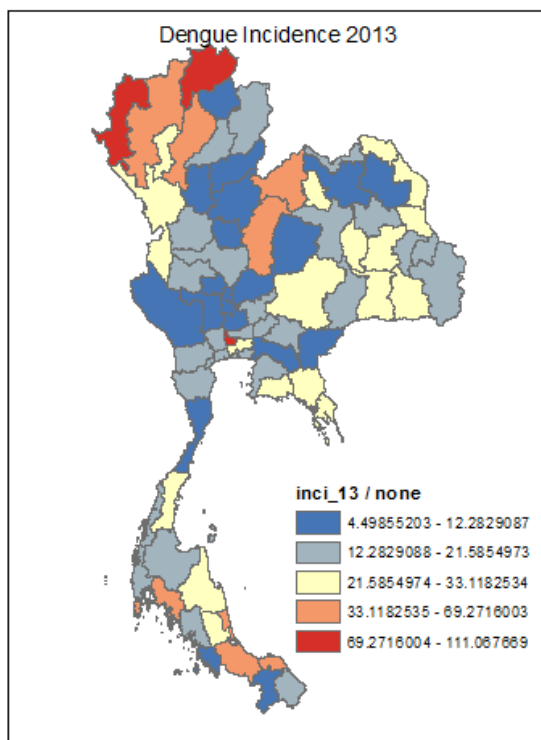 Dengue Incidence 2013
inci_13 / none
4.49855203 - 12.2829087
12.2829088 - 21.5854973
21.5854974 - 33.1182534
33.1182535 - 69.2716003
69.2716004 - 111.067669